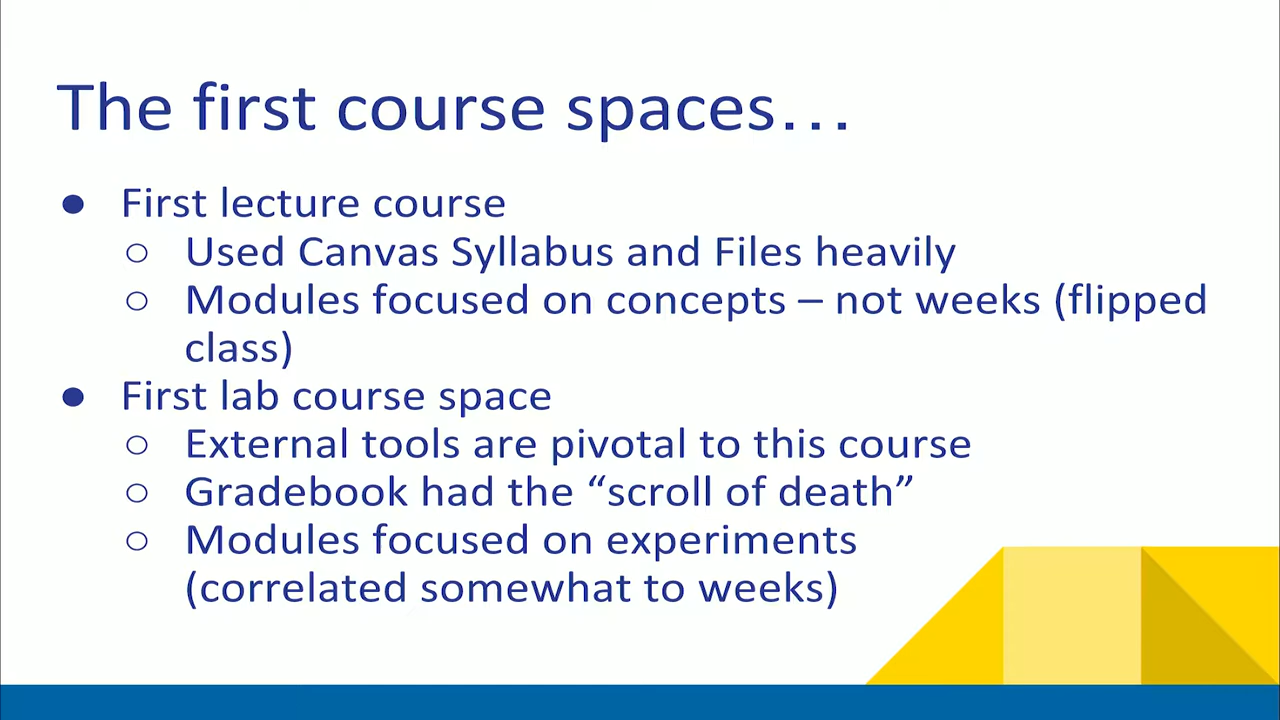 The first course spaces...
● First lecture course
○ Used Canvas Syllabus and Files heavily
○ Modules focused on concepts – not weeks (flipped
class)
● First lab course space
○ External tools are pivotal to this course
○ Gradebook had the “scroll of death”
○ Modules focused on experiments
(correlated somewhat to weeks)